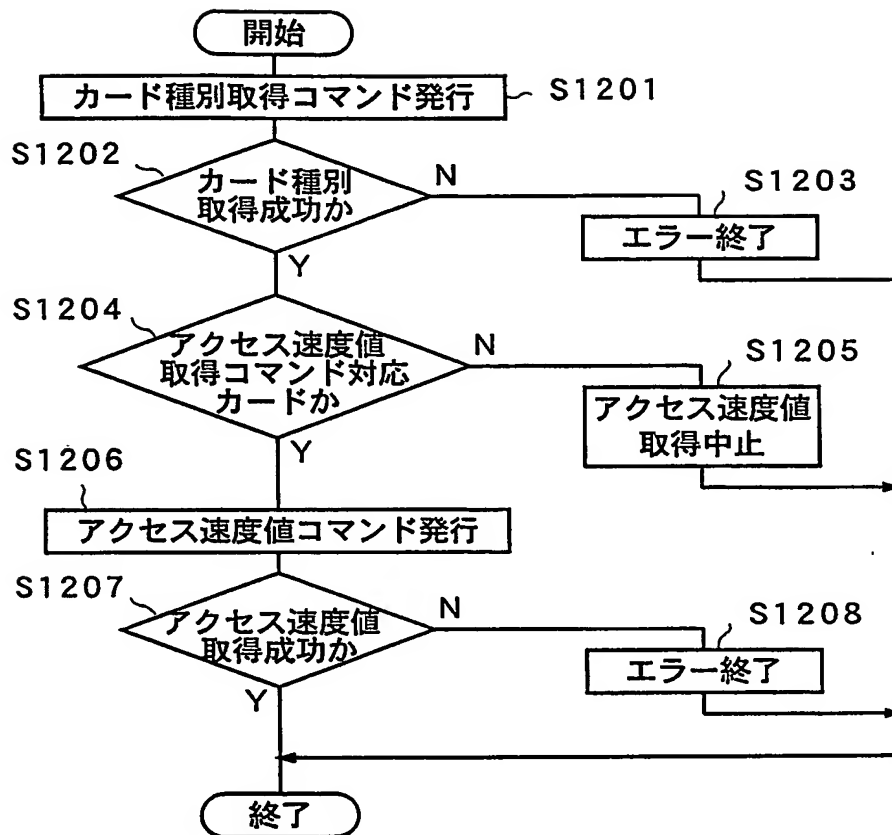 開始
カード種別取得コマンド発行
S1201
S1202
カード種別
取得成功か
N
Y
S1203
エラー終了
S1204
アクセス速度値
取得コマンド対応
カードか
N
Y
S1205
アクセス速度値
取得中止
S1206
アクセス速度値コマンド発行
S1207
アクセス速度値
取得成功か
N
Y
S1208
エラー終了
終了